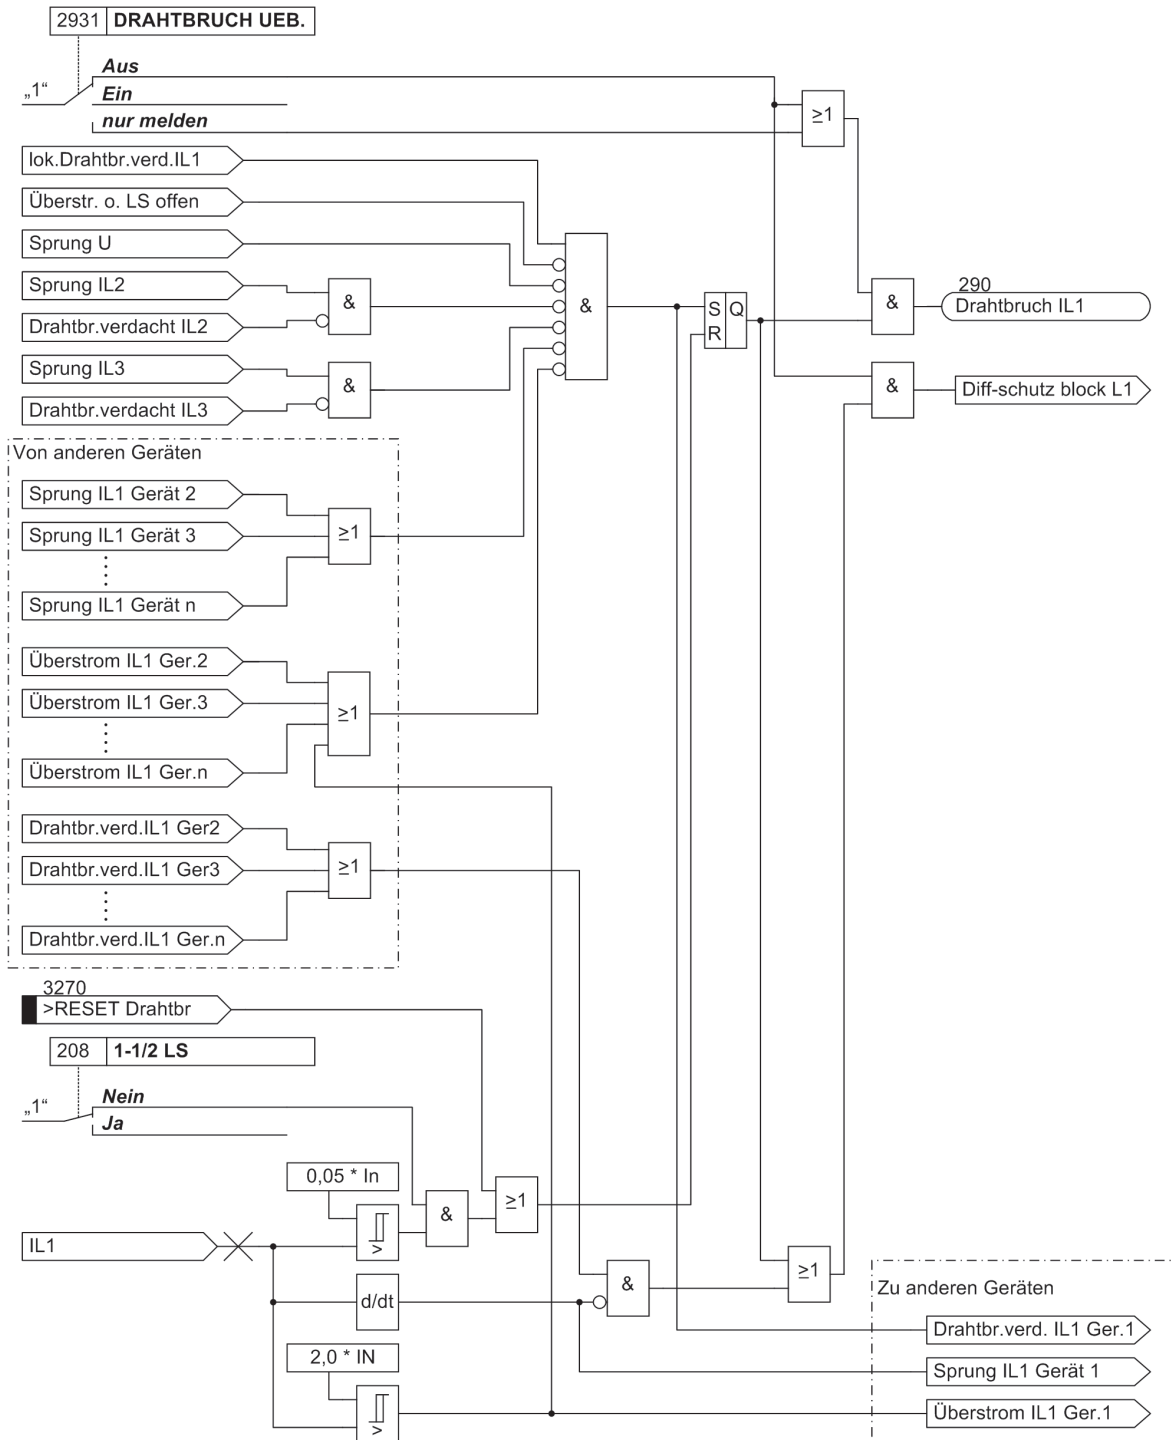 2931 DRAHTBRUCH UEB.
Aus
„1“
Ein
nur melden
≥1
lok.Drahtbr.verd.IL1
Überstr. o. LS offen
Sprung U
Sprung IL2
&
Drahtbr.verdacht IL2
&
S Q
R
&
290
Drahtbruch IL1
Sprung IL3
&
Drahtbr.verdacht IL3
&
Diff-schutz block L1
Von anderen Geräten
Sprung IL1 Gerät 2
Sprung IL1 Gerät 3
≥1
Sprung IL1 Gerät n
Überstrom IL1 Ger.2
Überstrom IL1 Ger.3
≥1
Überstrom IL1 Ger.n
Drahtbr.verd.IL1 Ger2
Drahtbr.verd.IL1 Ger3
≥1
Drahtbr.verd.IL1 Ger.n
3270
>RESET Drahtbr
208 1-1/2 LS
Nein
„1“
Ja
0,05 * In
&
≥1
IL1
>
d/dt
&
≥1
2,0 * IN
>
Zu anderen Geräten
Drahtbr.verd. IL1 Ger.1
Sprung IL1 Gerät 1
Überstrom IL1 Ger.1